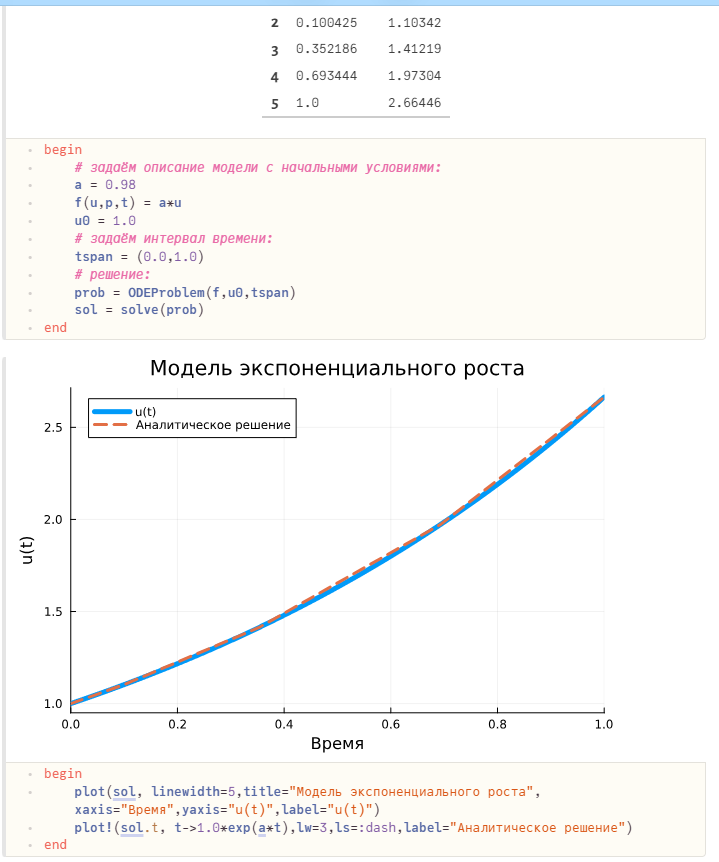 2 0.100425 1.10342
3 0.352186 1.41219
4 0.693444 1.97304
5 1.0 2.66446
begin
# задаём описание модели с начальными условиями:
a = 0.98
f(u,p,t) = a*u
u0 = 1.0
# задаём интервал времени:
tspan = (0.0,1.0)
# решение:
prob = ODEProblem(f,u0,tspan)
sol = solve(prob)
end
Модель экспоненциального роста
u(t)
Аналитическое решение
2.5
2.0
1.5
1.0
u(t)
0.0 0.2 0.4 0.6 0.8 1.0
Время
begin
plot(sol, linewidth=5,title="Модель экспоненциального роста",
xaxis="Время",yaxis="u(t)",label="u(t)")
plot!(sol.t, t->1.0*exp(a*t),lw=3,ls=:dash,label="Аналитическое решение")
end